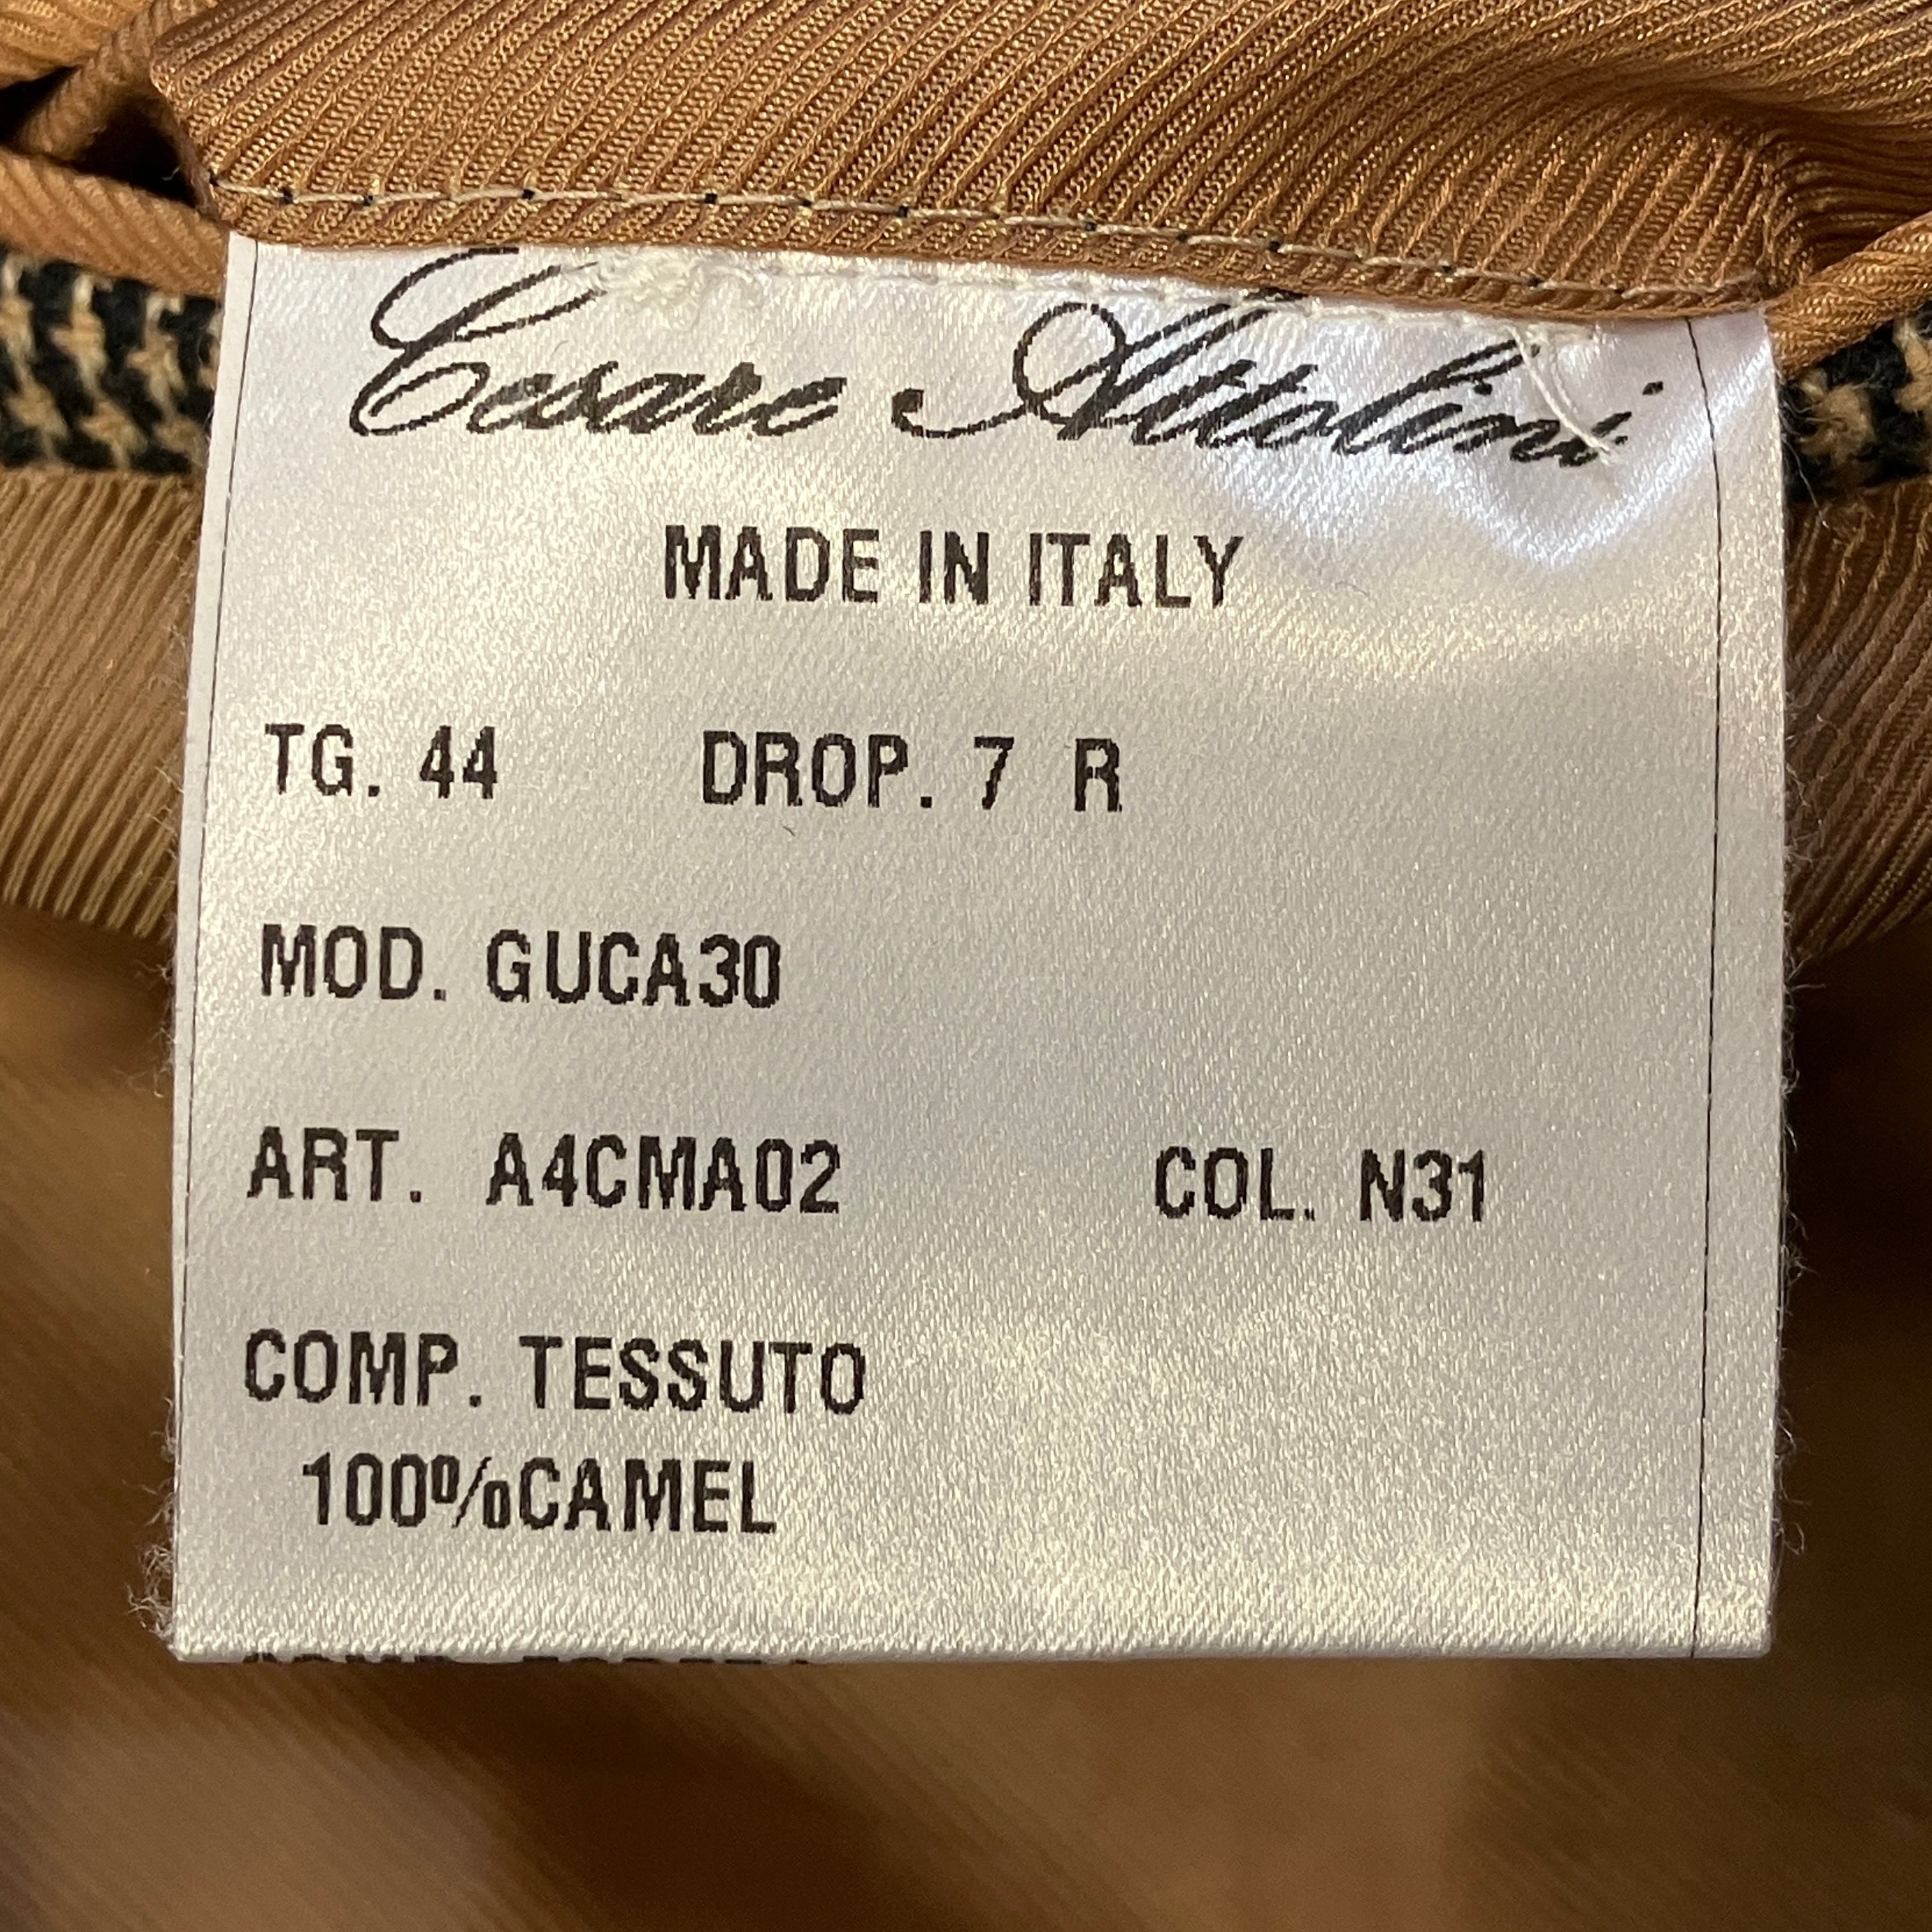 Cesare Attolini
MADE IN ITALY
TG. 44 DROP. 7 R
MOD. GUCA30
ART. A4CMA02 COL. N31
COMP. TESSUTO
100%CAMEL